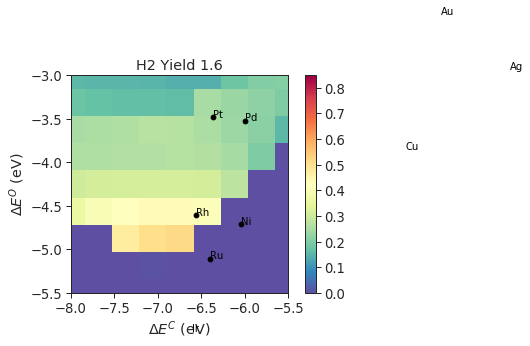 Au
H2 Yield 1.6
Ag
−3.0
−3.5
−4.0
−4.5
−5.0
−5.5
ΔE^O (eV)
Pt
Pd
Cu
Rh
Ni
Ru
0.8
0.7
0.6
0.5
0.4
0.3
0.2
0.1
0.0
−8.0 −7.5 −7.0 −6.5 −6.0 −5.5
ΔE^C (eV)
Ir